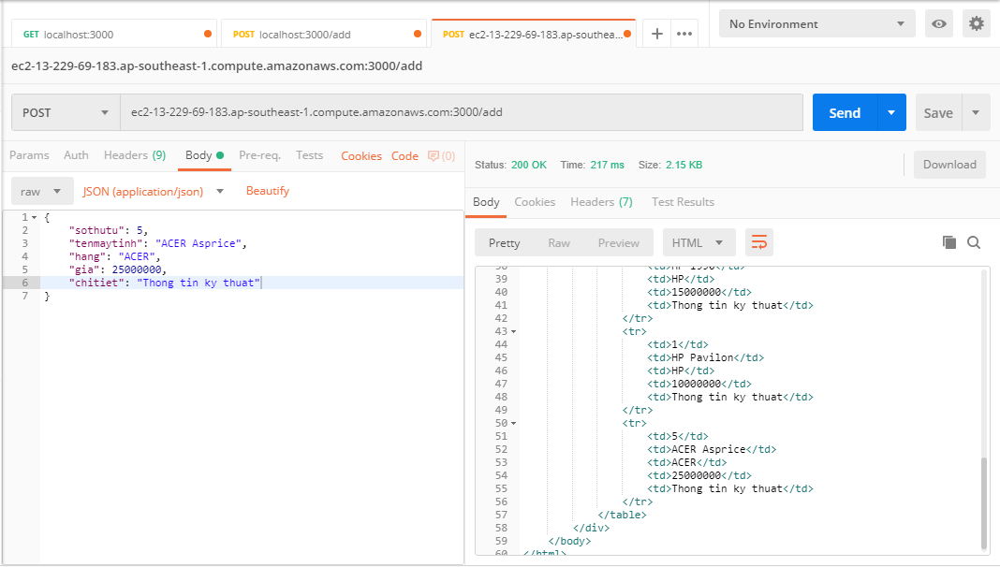 GET localhost:3000
POST localhost:3000/add
POST ec2-13-229-69-183.ap-southea...
+ •••
No Environment
ec2-13-229-69-183.ap-southeast-1.compute.amazonaws.com:3000/add
POST ec2-13-229-69-183.ap-southeast-1.compute.amazonaws.com:3000/add Send Save
Params Auth Headers (9) Body Pre-req. Tests Cookies Code (0)
Status: 200 OK Time: 217 ms Size: 2.15 KB Download
raw JSON (application/json) Beautify
Body Cookies Headers (7) Test Results
Pretty Raw Preview HTML
1 {
2 "sothutu": 5,
3 "tenmaytinh": "ACER Asprice",
4 "hang": "ACER",
5 "gia": 25000000,
6 "chitiet": "Thong tin ky thuat"
7 }
38 <td>HP 1990</td>
39 <td>HP</td>
40 <td>15000000</td>
41 <td>Thong tin ky thuat</td>
42 </tr>
43 <tr>
44 <td>1</td>
45 <td>HP Pavilon</td>
46 <td>HP</td>
47 <td>10000000</td>
48 <td>Thong tin ky thuat</td>
49 </tr>
50 <tr>
51 <td>5</td>
52 <td>ACER Asprice</td>
53 <td>ACER</td>
54 <td>25000000</td>
55 <td>Thong tin ky thuat</td>
56 </tr>
57 </table>
58 </div>
59 </body>
60 </html>